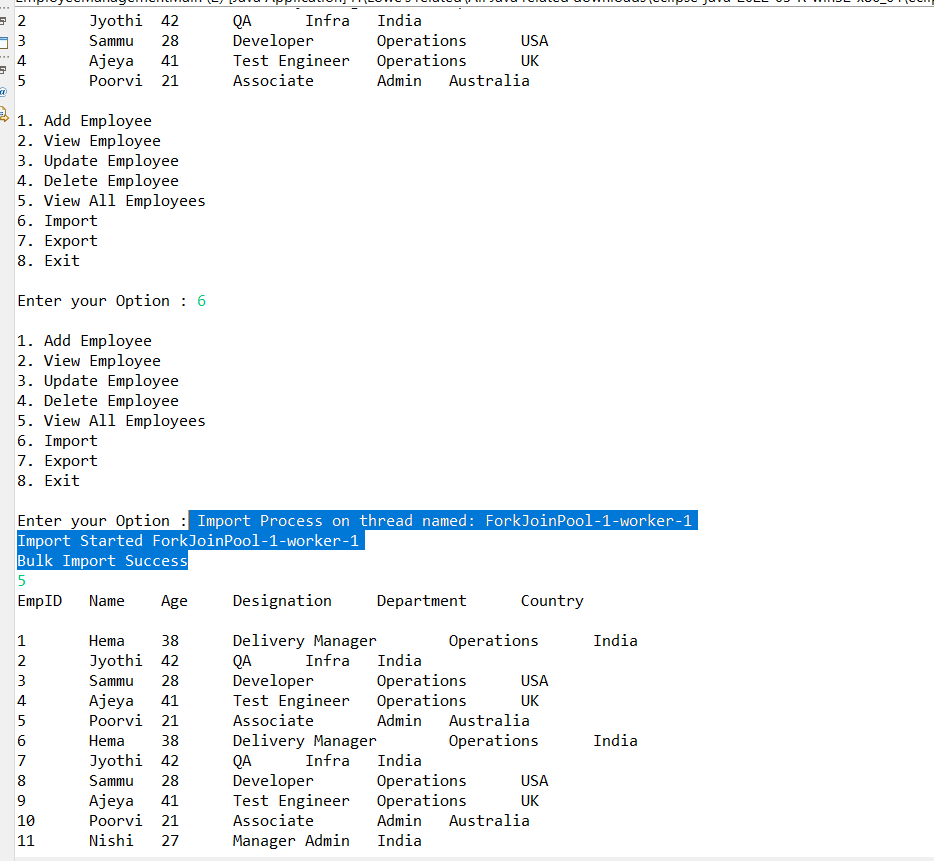 2 Jyothi 42 QA Infra India
3 Sammu 28 Developer Operations USA
4 Ajeya 41 Test Engineer Operations UK
5 Poorvi 21 Associate Admin Australia
1. Add Employee
2. View Employee
3. Update Employee
4. Delete Employee
5. View All Employees
6. Import
7. Export
8. Exit
Enter your Option : 6
1. Add Employee
2. View Employee
3. Update Employee
4. Delete Employee
5. View All Employees
6. Import
7. Export
8. Exit
Enter your Option : Import Process on thread named: ForkJoinPool-1-worker-1
Import Started ForkJoinPool-1-worker-1
Bulk Import Success
5
EmpID Name Age Designation Department Country
1 Hema 38 Delivery Manager Operations India
2 Jyothi 42 QA Infra India
3 Sammu 28 Developer Operations USA
4 Ajeya 41 Test Engineer Operations UK
5 Poorvi 21 Associate Admin Australia
6 Hema 38 Delivery Manager Operations India
7 Jyothi 42 QA Infra India
8 Sammu 28 Developer Operations USA
9 Ajeya 41 Test Engineer Operations UK
10 Poorvi 21 Associate Admin Australia
11 Nishi 27 Manager Admin India